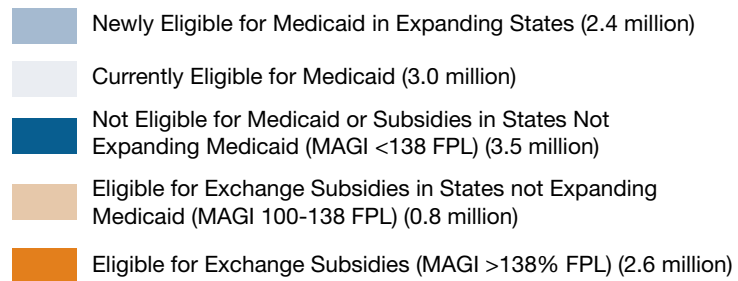 Newly Eligible for Medicaid in Expanding States (2.4 million)
Currently Eligible for Medicaid (3.0 million)
Not Eligible for Medicaid or Subsidies in States Not
Expanding Medicaid (MAGI <138 FPL) (3.5 million)
Eligible for Exchange Subsidies in States not Expanding
Medicaid (MAGI 100-138 FPL) (0.8 million)
Eligible for Exchange Subsidies (MAGI >138% FPL) (2.6 million)